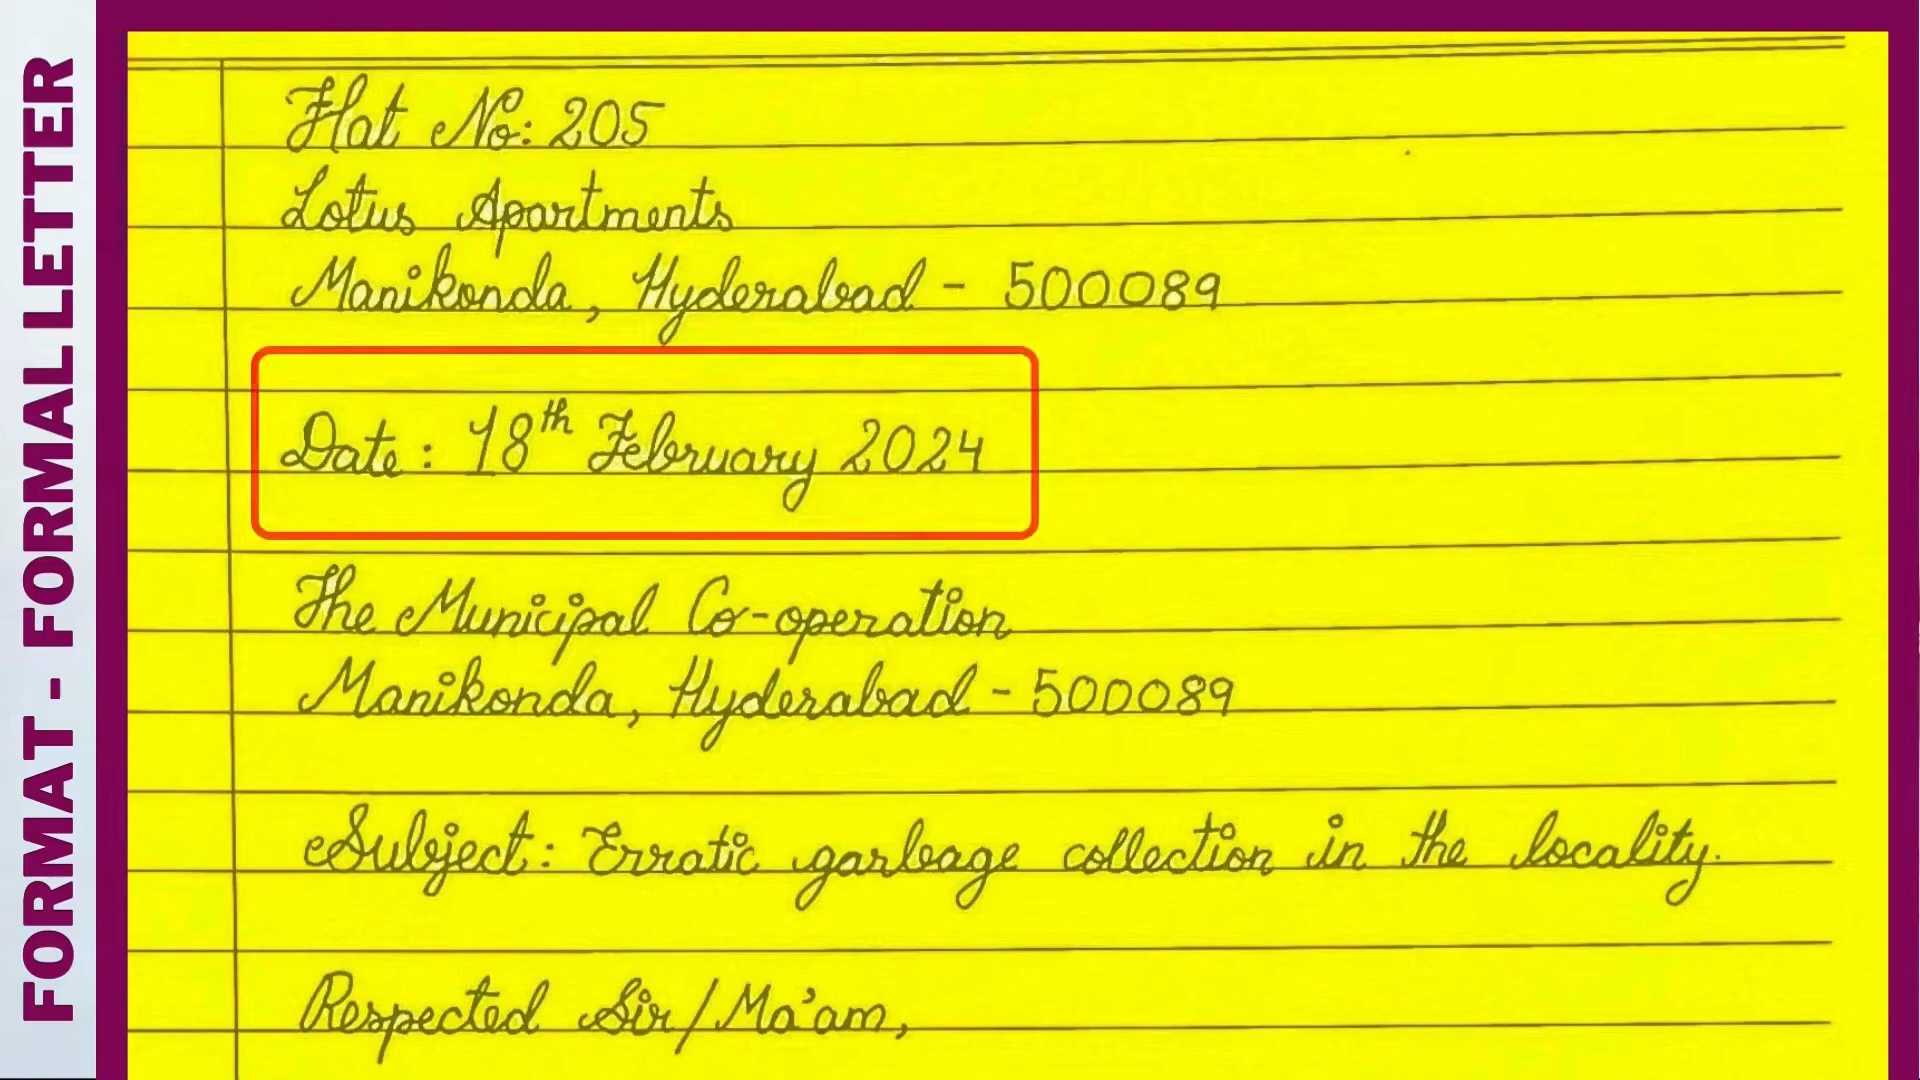 FORMAT - FORMAL LETTER
Flat No: 205
Lotus Apartments
Manikonda, Hyderabad - 500089
Date: 18th February 2024
The Municipal Co-operation
Manikonda, Hyderabad - 500089
Subject: Erratic garbage collection in the locality.
Respected Sir/Ma'am,